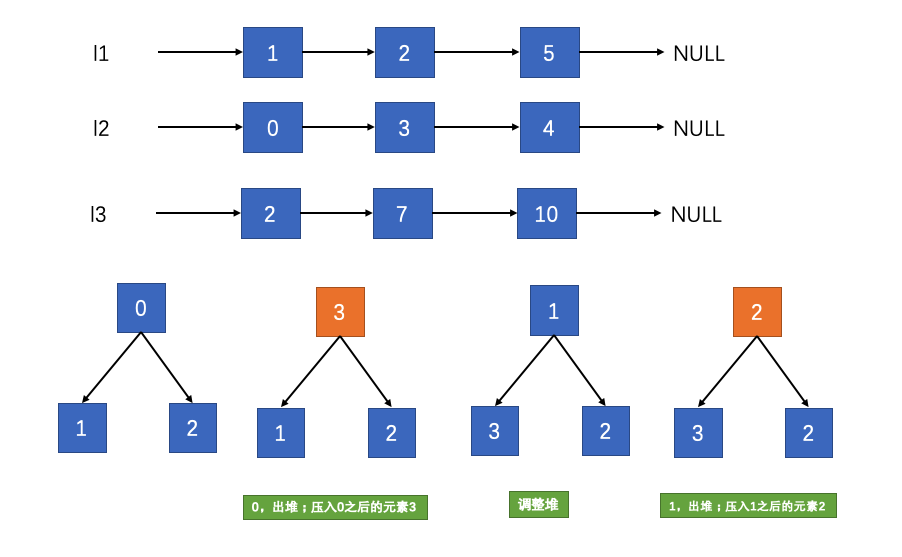 l1 1 2 5 NULL
l2 0 3 4 NULL
l3 2 7 10 NULL
0 3 1 2
1 2 1 2 3 2 3 2
0，出堆；压入0之后的元素3
调整堆
1，出堆；压入1之后的元素2